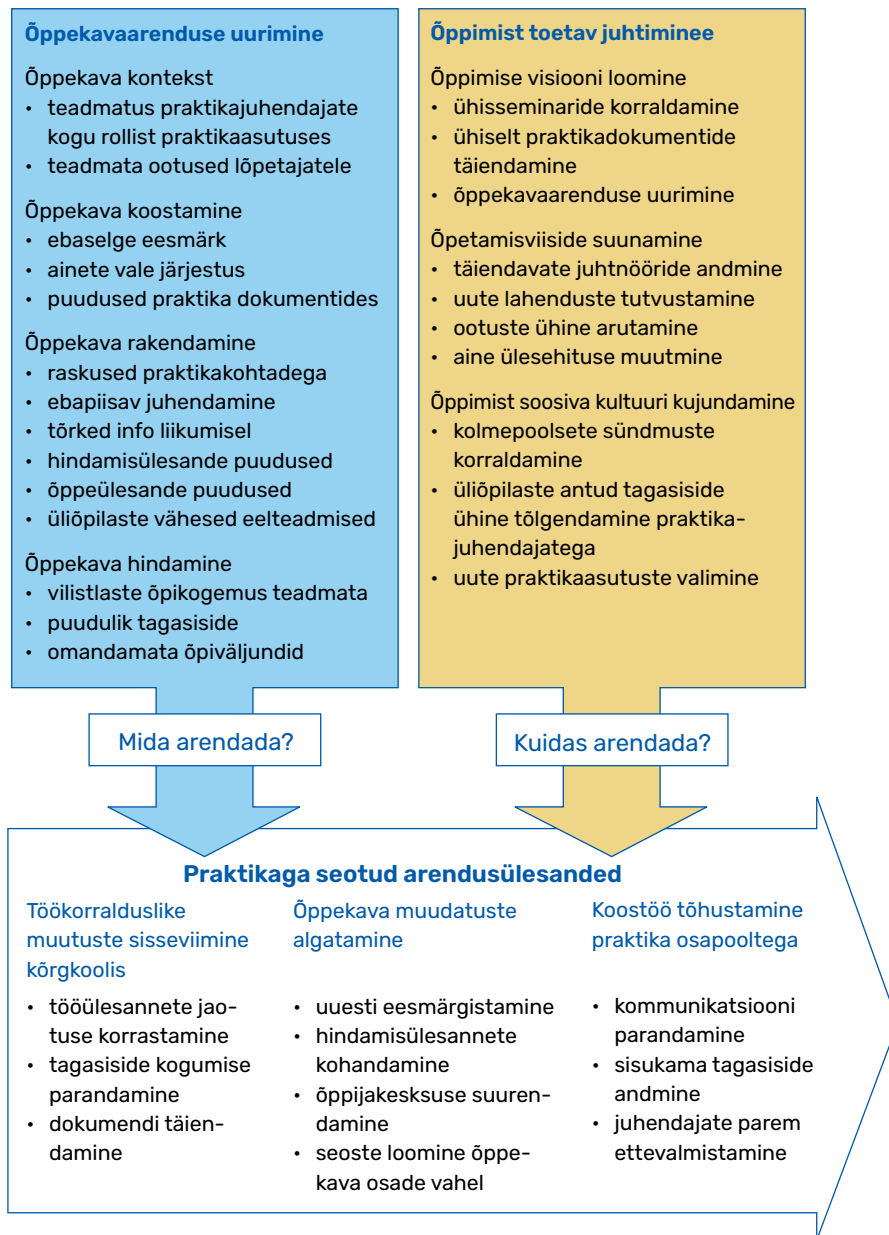 Õppekavaarenduse uurimine
Õppekava kontekst
• teadmatus praktikajuhendajate
kogu rollist praktikaasutuses
• teadmata ootused lõpetajatele
Õppekava koostamine
• ebaselge eesmärk
• ainete vale järjestus
• puudused praktika dokumentides
Õppekava rakendamine
• raskused praktikakohtadega
• ebapiisav juhendamine
• tõrked info liikumisel
• hindamisülesande puudused
• õppeülesande puudused
• üliõpilaste vähesed eelteadmised
Õppekava hindamine
• vilistlaste õpikogemus teadmata
• puudulik tagasiside
• omandamata õpiväljundid
Õppimist toetav juhtiminee
Õppimise visiooni loomine
• ühisseminaride korraldamine
• ühiselt praktikadokumentide
täiendamine
• õppekavaarenduse uurimine
Õpetamisviiside suunamine
• täiendavate juhtnööride andmine
• uute lahenduste tutvustamine
• ootuste ühine arutamine
• aine ülesehituse muutmine
Õppimist soosiva kultuuri kujundamine
• kolmepoolsete sündmuste
korraldamine
• üliõpilaste antud tagasiside
ühine tõlgendamine praktika-
juhendajatega
• uute praktikaasutuste valimine
Mida arendada?
Kuidas arendada?
Praktikaga seotud arendusülesanded
Töökorralduslike
muutuste sisseviimine
kõrgkoolis
• tööülesannete jao-
tuse korrastamine
• tagasiside kogumise
parandamine
• dokumendi täien-
damine
Õppekava muudatuste
algatamine
• uuesti eesmärgistamine
• hindamisülesannete
kohandamine
• õppijakesksuse suuren-
damine
• seoste loomine õppe-
kava osade vahel
Koostöö tõhustamine
praktika osapooltega
• kommunikatsiooni
parandamine
• sisukama tagasiside
andmine
• juhendajate parem
ettevalmistamine